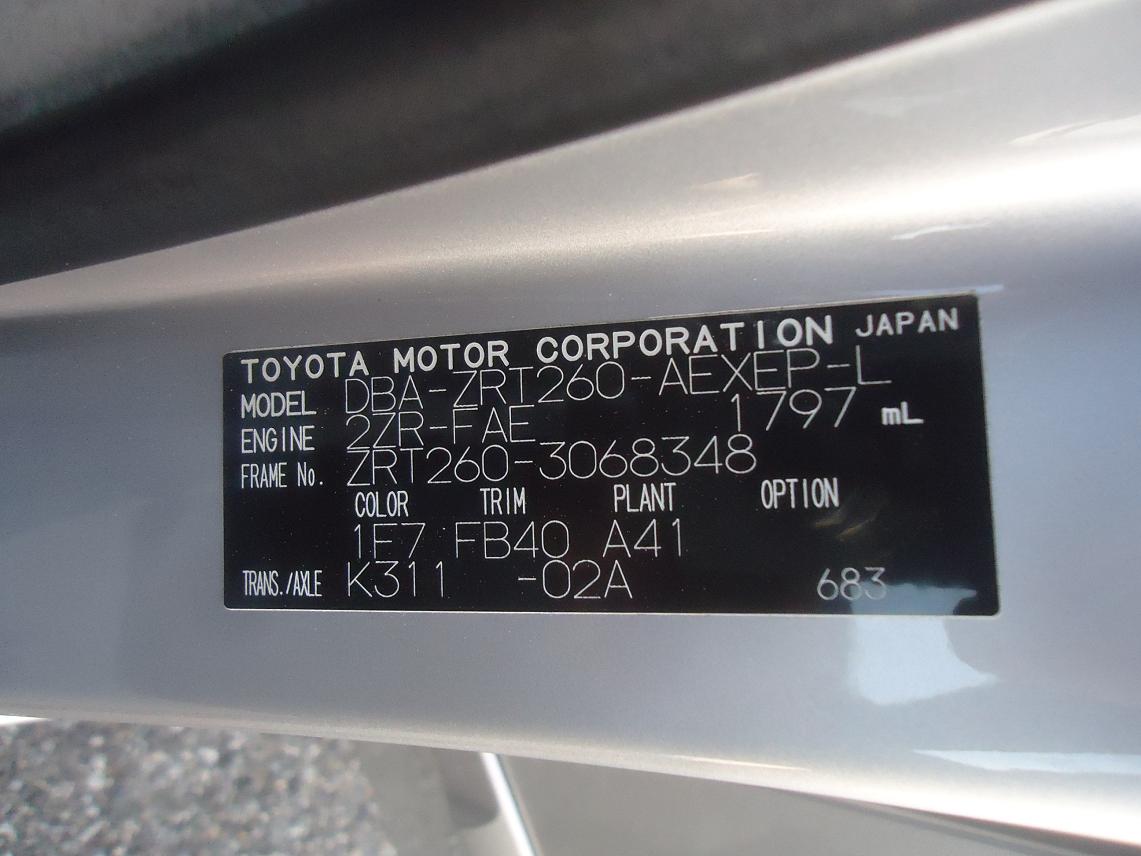 TOYOTA MOTOR CORPORATION JAPAN
MODEL DBA-ZRT260-AEXEP-L
ENGINE 2ZR-FAE 1797 mL
FRAME No. ZRT260-3068348
COLOR TRIM PLANT OPTION
1E7 FB40 A41
TRANS./AXLE K311 -02A 683